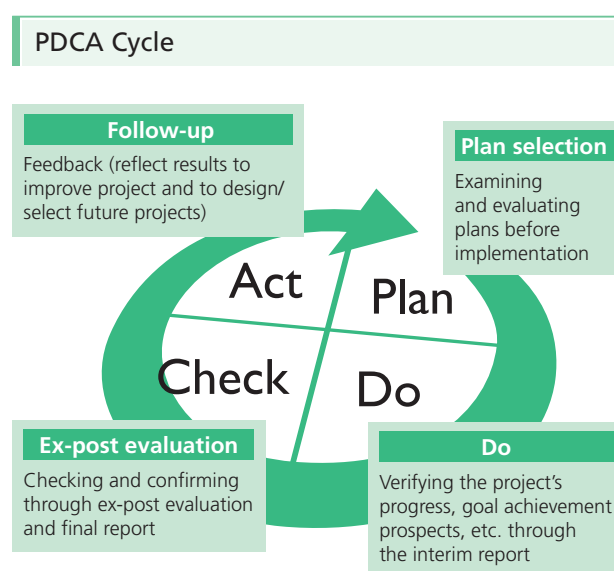 PDCA Cycle
Follow-up
Feedback (reflect results to
improve project and to design/
select future projects)
Plan selection
Examining
and evaluating
plans before
implementation
Act
Plan
Check
Do
Ex-post evaluation
Checking and confirming
through ex-post evaluation
and final report
Do
Verifying the project's
progress, goal achievement
prospects, etc. through
the interim report